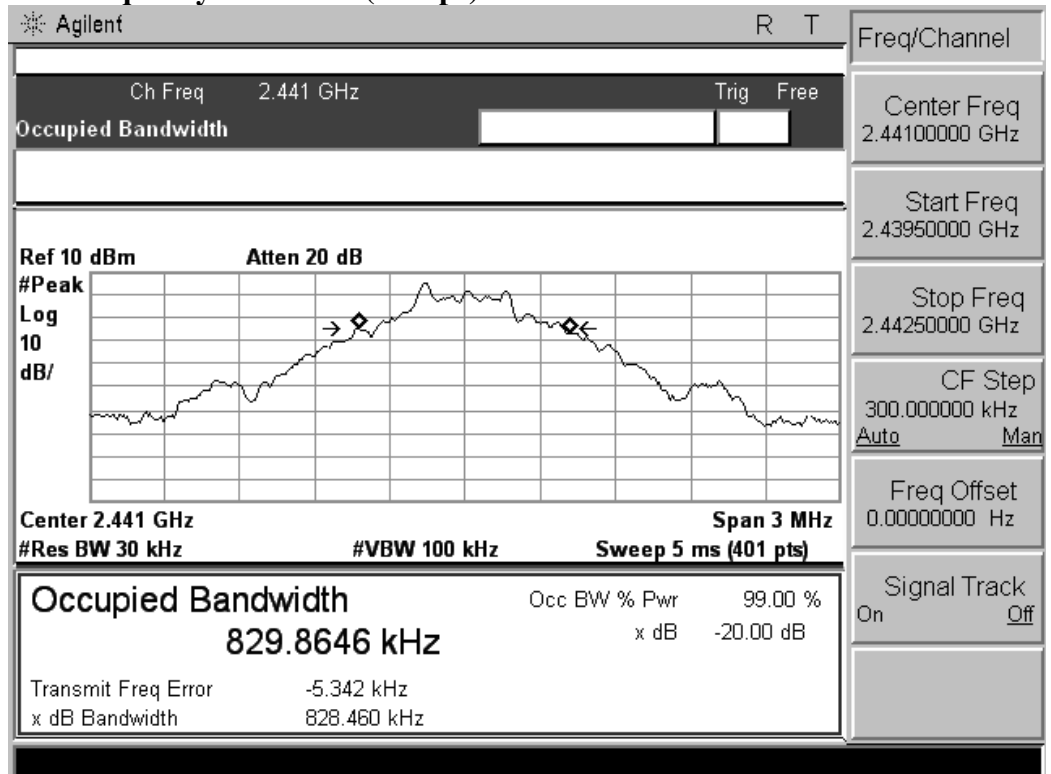 Agilent R T
Ch Freq 2.441 GHz Trig Free
Occupied Bandwidth
Ref 10 dBm Atten 20 dB
#Peak
Log
10
dB/
Center 2.441 GHz Span 3 MHz
#Res BW 30 kHz #VBW 100 kHz Sweep 5 ms (401 pts)
Occupied Bandwidth
829.8646 kHz
Occ BW % Pwr 99.00 %
x dB -20.00 dB
Transmit Freq Error -5.342 kHz
x dB Bandwidth 828.460 kHz
Freq/Channel
Center Freq
2.44100000 GHz
Start Freq
2.43950000 GHz
Stop Freq
2.44250000 GHz
CF Step
300.000000 kHz
Auto Man
Freq Offset
0.00000000 Hz
Signal Track
On Off